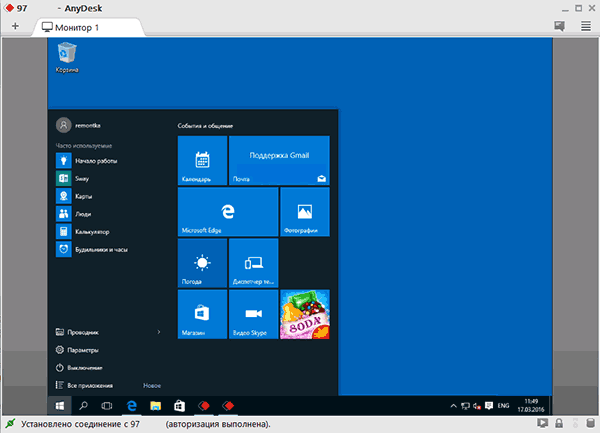 97 - AnyDesk
Монитор 1
Корзина
remontka
Часто используемые
Начало работы
Sway
Карты
Люди
Калькулятор
Будильники и часы
Проводник
Параметры
Выключение
Все приложения Новое
События и общение
Календарь
Поддержка Gmail
Почта
Microsoft Edge
Фотографии
Погода
Диспетчер те...
Магазин
Видео Skype
SODA
ENG
11:49
17.03.2016
Установлено соединение с 97 (авторизация выполнена).